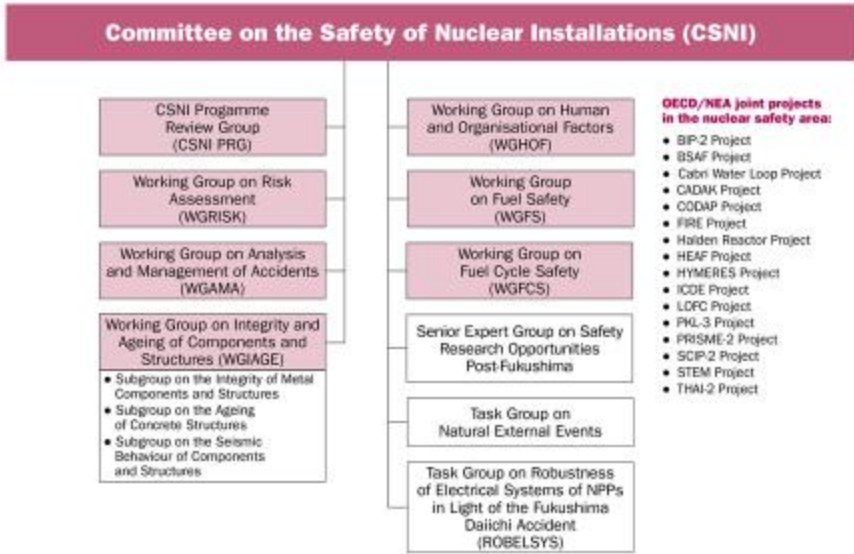 Committee on the Safety of Nuclear Installations (CSNI)
CSNI Progamme
Review Group
(CSNI PRG)
Working Group on Risk
Assessment
(WGRISK)
Working Group on Analysis
and Management of Accidents
(WGAMA)
Working Group on Integrity and
Ageing of Components and
Structures (WGIAGE)
• Subgroup on the Integrity of Metal
Components and Structures
• Subgroup on the Ageing
of Concrete Structures
• Subgroup on the Seismic
Behaviour of Components
and Structures
Working Group on Human
and Organisational Factors
(WGHOF)
Working Group
on Fuel Safety
(WGFS)
Working Group on
Fuel Cycle Safety
(WGFCS)
Senior Expert Group on Safety
Research Opportunities
Post-Fukushima
Task Group on
Natural External Events
Task Group on Robustness
of Electrical Systems of NPPs
in Light of the Fukushima
Daiichi Accident
(ROBELSYS)
OECD/NEA joint projects
in the nuclear safety area:
• BIP-2 Project
• BSAF Project
• Cabri Water Loop Project
• CADAK Project
• CODAP Project
• FIRE Project
• Halden Reactor Project
• HEAF Project
• HYMERES Project
• ICDE Project
• LOFC Project
• PKL-3 Project
• PRISME-2 Project
• SCIP-2 Project
• STEM Project
• THAI-2 Project